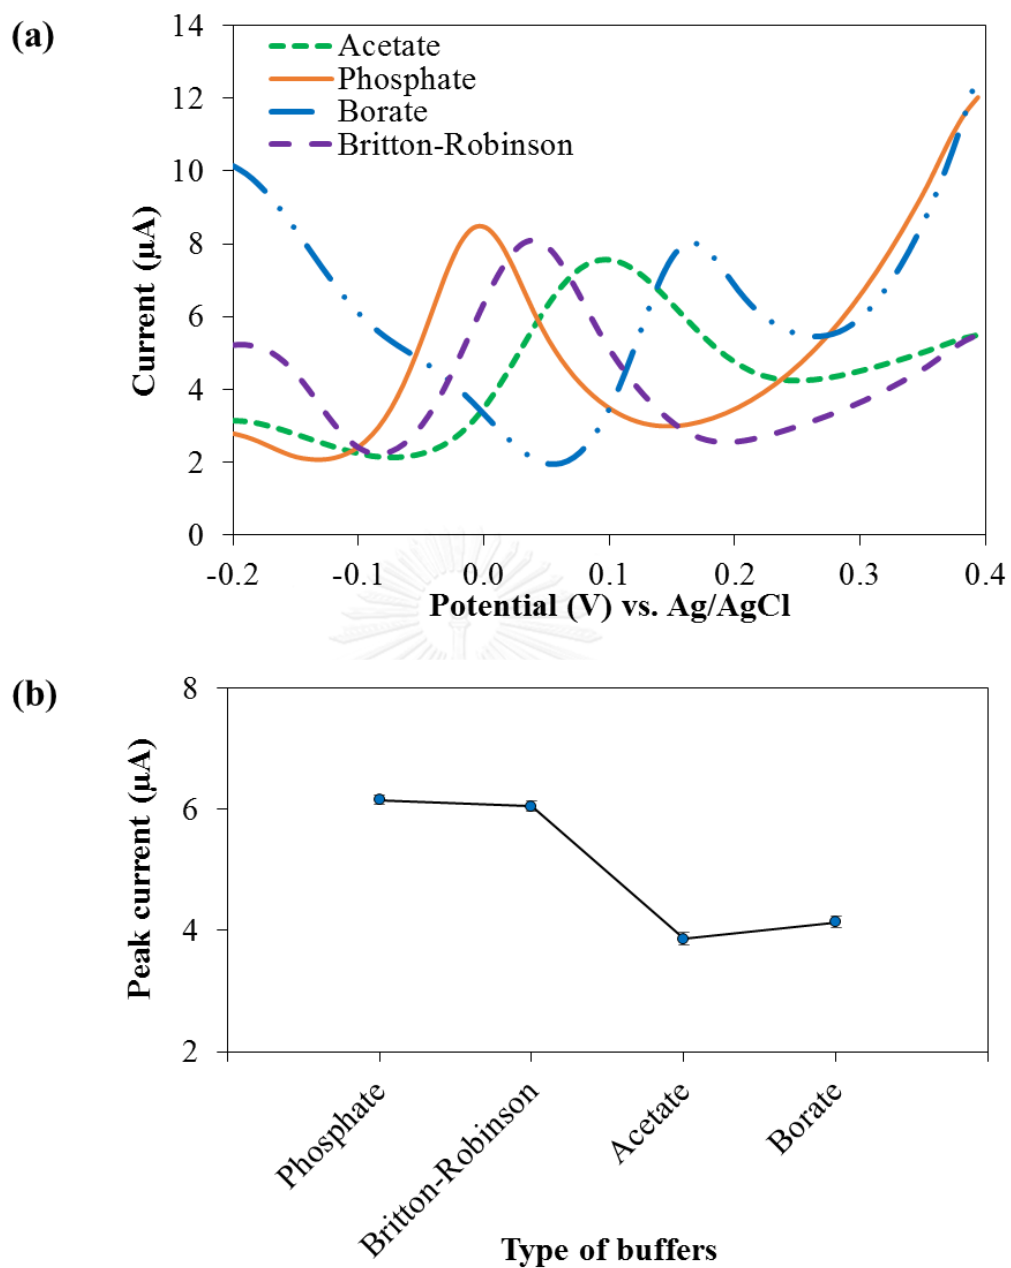 (a)
14
12
10
8
6
4
2
0
Current (µA)
Acetate
Phosphate
Borate
Britton-Robinson
-0.2 -0.1 0.0 0.1 0.2 0.3 0.4
Potential (V) vs. Ag/AgCl
(b)
8
6
4
2
Peak current (µA)
Phosphate
Britton-Robinson
Acetate
Borate
Type of buffers